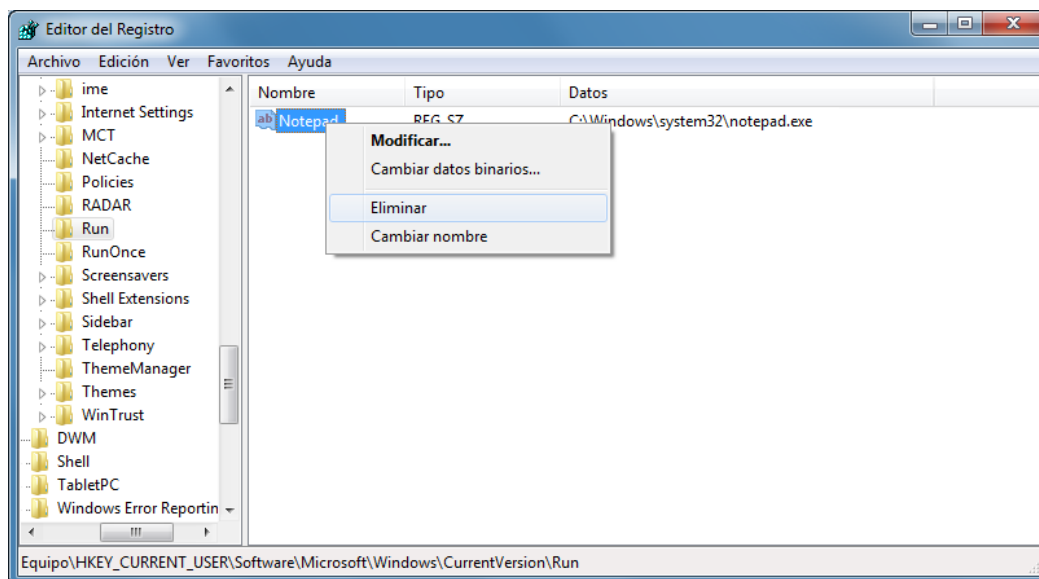 Editor del Registro
Archivo Edición Ver Favoritos Ayuda
ime
Internet Settings
MCT
NetCache
Policies
RADAR
Run
RunOnce
Screensavers
Shell Extensions
Sidebar
Telephony
ThemeManager
Themes
WinTrust
DWM
Shell
TabletPC
Windows Error Reportin
Nombre Tipo Datos
ab Notepad REG_SZ C:\Windows\system32\notepad.exe
Modificar...
Cambiar datos binarios...
Eliminar
Cambiar nombre
Equipo\HKEY_CURRENT_USER\Software\Microsoft\Windows\CurrentVersion\Run